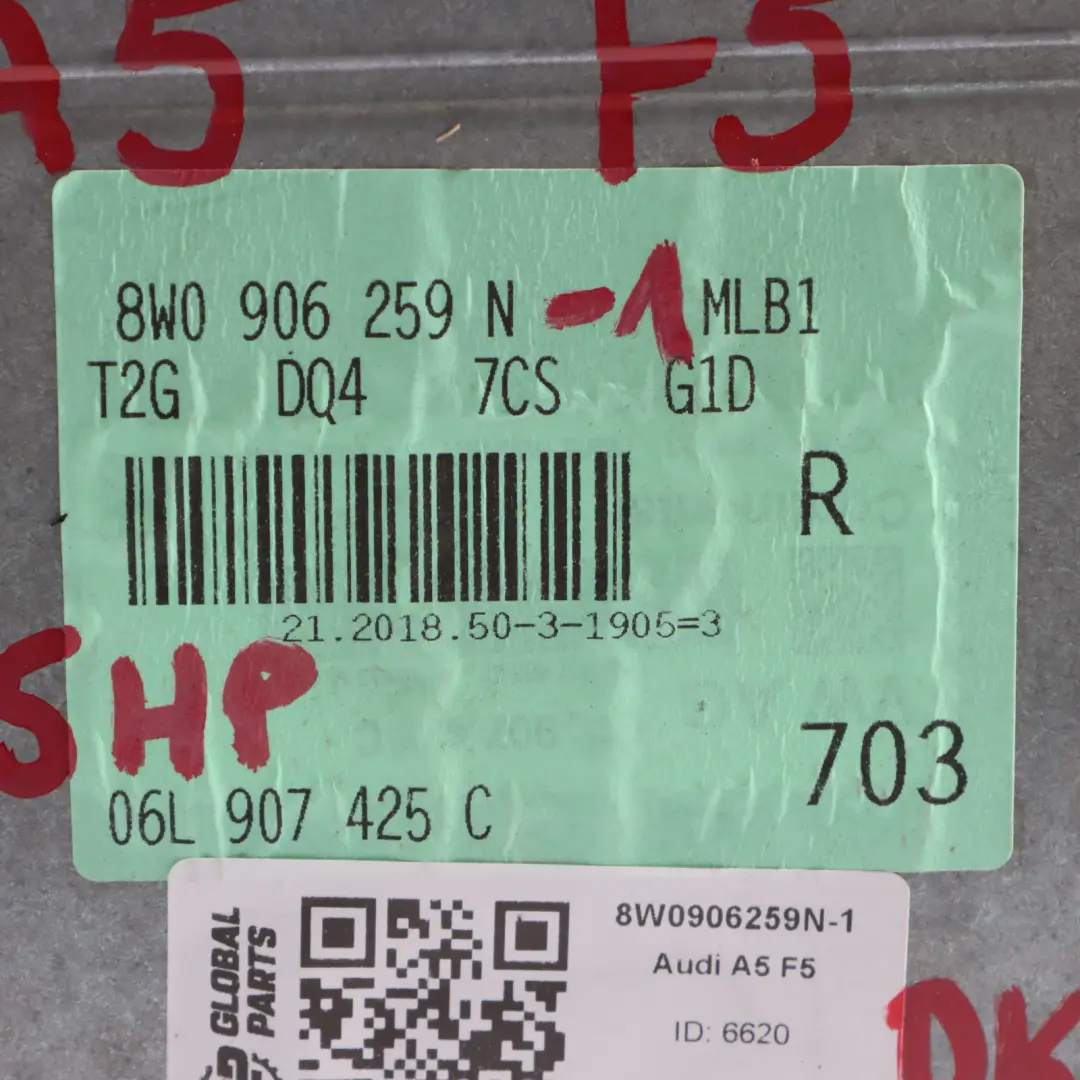 A5 F5
8W0 906 259 N -1 MLB1
T2G DQ4 7CS G1D
R
21.2018.50-3-1905=3
SHP
703
06L 907 425 C
GLOBAL
PARTS
8W0906259N-1
Audi A5 F5
ID: 6620
DK